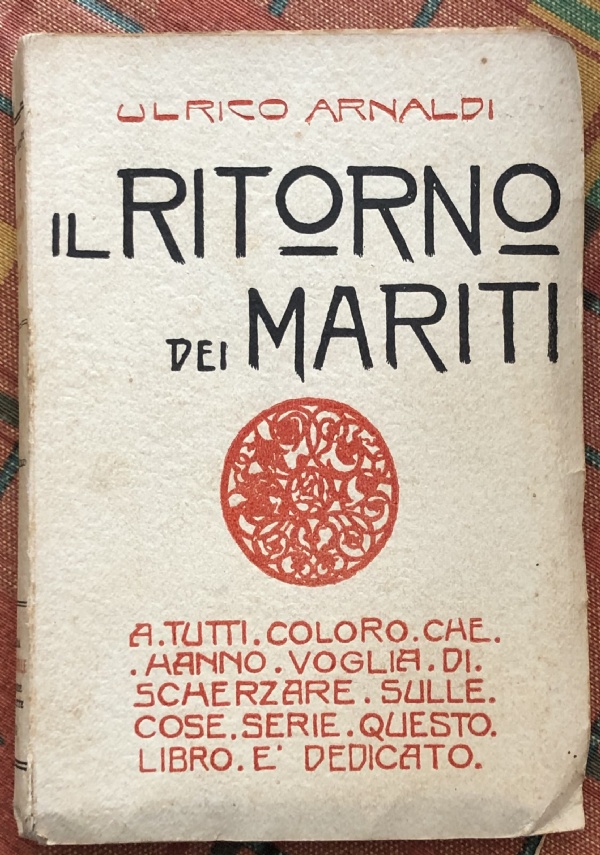 ULRICO ARNALDI
IL RITORNO
DEI MARITI
A.TUTTI.COLORO.CHE.
.HANNO.VOGLIA.DI.
SCHERZARE.SULLE.
COSE.SERIE.QUESTO.
LIBRO.E' DEDICATO.